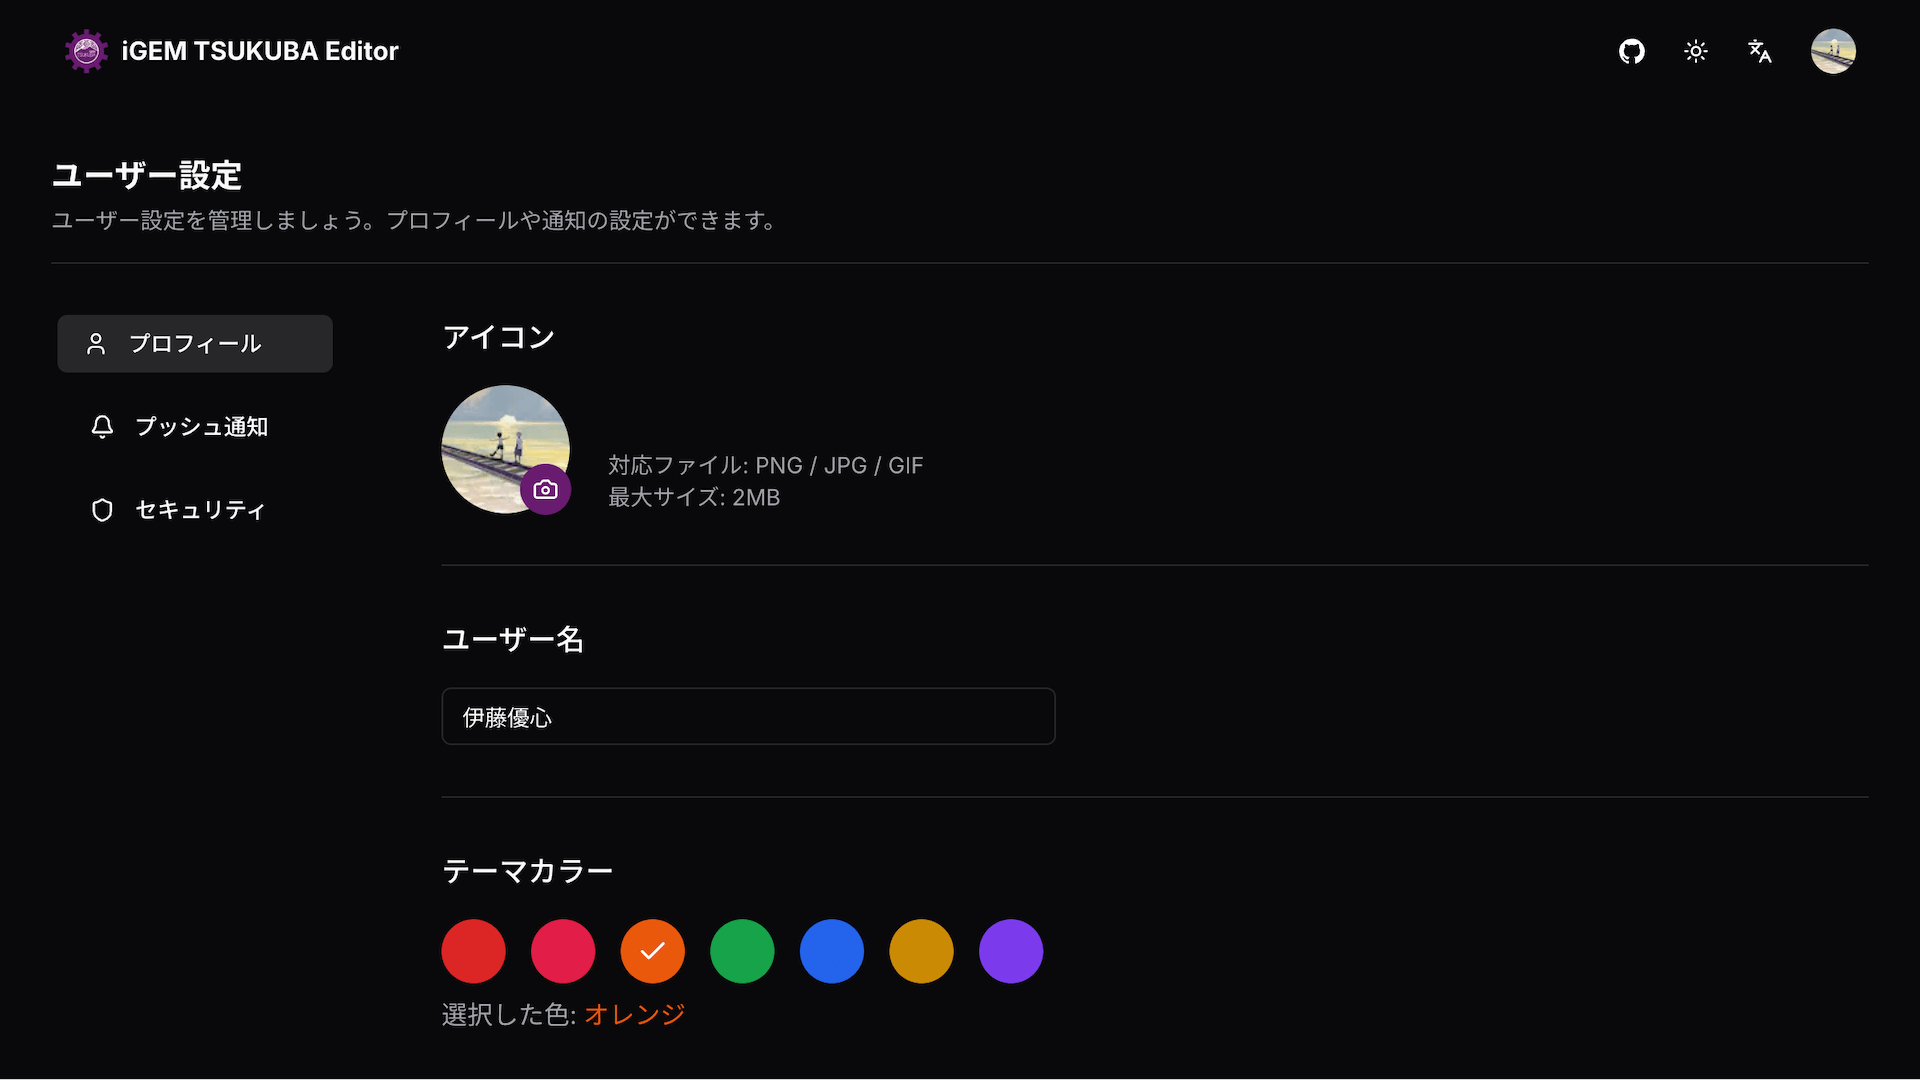 iGEM TSUKUBA Editor
ユーザー設定
ユーザー設定を管理しましょう。プロフィールや通知の設定ができます。
プロフィール
プッシュ通知
セキュリティ
アイコン
対応ファイル: PNG / JPG / GIF
最大サイズ: 2MB
ユーザー名
伊藤優心
テーマカラー
選択した色: オレンジ